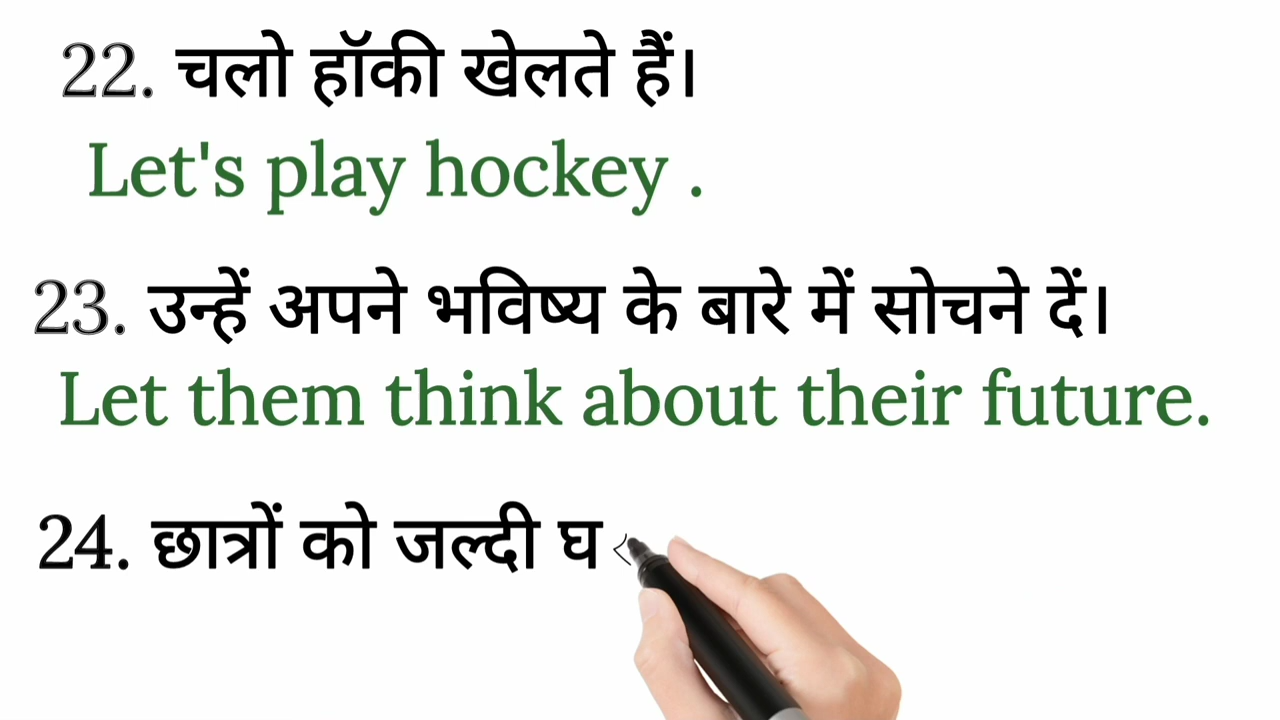 22. चलो हॉकी खेलते हैं।
Let's play hockey .
23. उन्हें अपने भविष्य के बारे में सोचने दें।
Let them think about their future.
24. छात्रों को जल्दी घ